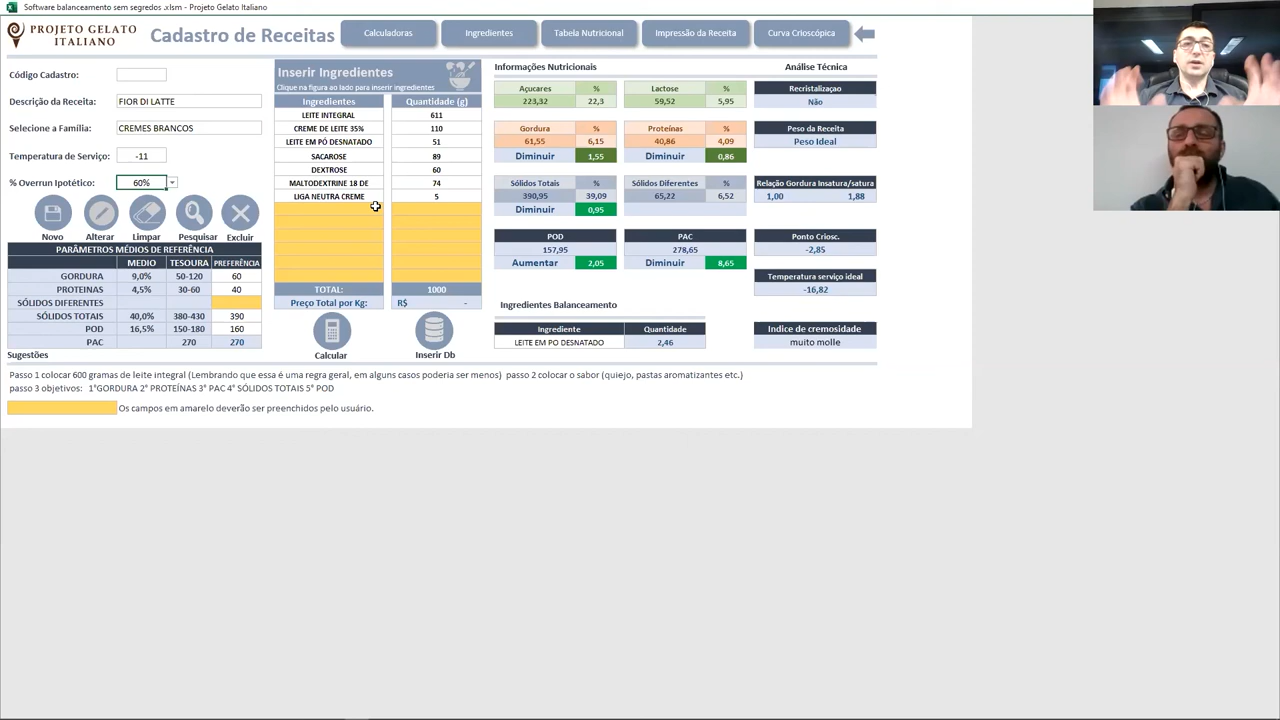 Software balanceamento sem segredos .xlsm - Projeto Gelato Italiano
PROJETO GELATO
ITALIANO
Cadastro de Receitas
Calculadoras
Ingredientes
Tabela Nutricional
Impressão da Receita
Curva Crioscópica
Código Cadastro:
Descrição da Receita: FIOR DI LATTE
Selecione a Família: CREMES BRANCOS
Temperatura de Serviço: -11
% Overrun Ipotético: 60%
Novo Alterar Limpar Pesquisar Excluir
PARÂMETROS MÉDIOS DE REFERÊNCIA
MEDIO TESOURA PREFERÊNCIA
GORDURA 9,0% 50-120 60
PROTEINAS 4,5% 30-60 40
SÓLIDOS DIFERENTES
SÓLIDOS TOTAIS 40,0% 380-430 390
POD 16,5% 150-180 160
PAC 270 270
Inserir Ingredientes
Clique na figura ao lado para inserir ingredientes
Ingredientes Quantidade (g)
LEITE INTEGRAL 611
CREME DE LEITE 35% 110
LEITE EM PÓ DESNATADO 51
SACAROSE 89
DEXTROSE 60
MALTODEXTRINE 18 DE 74
LIGA NEUTRA CREME 5
TOTAL: 1000
Preço Total por Kg: R$ -
Calcular Inserir Db
Informações Nutricionais
Açucares % Lactose %
223,32 22,3 59,52 5,95
Gordura % Proteínas %
61,55 6,15 40,86 4,09
Diminuir 1,55 Diminuir 0,86
Sólidos Totais % Sólidos Diferentes %
390,95 39,09 65,22 6,52
Diminuir 0,95
POD PAC
157,95 278,65
Aumentar 2,05 Diminuir 8,65
Ingredientes Balanceamento
Ingrediente Quantidade
LEITE EM PO DESNATADO 2,46
Análise Técnica
Recristalizaçao
Não
Peso da Receita
Peso Ideal
Relação Gordura Insatura/satura
1,00 1,88
Ponto Criosc.
-2,85
Temperatura serviço ideal
-16,82
Indice de cremosidade
muito molle
Sugestões
Passo 1 colocar 600 gramas de leite integral (Lembrando que essa é uma regra geral, em alguns casos poderia ser menos) passo 2 colocar o sabor (quiejo, pastas aromatizantes etc.)
passo 3 objetivos: 1°GORDURA 2° PROTEÍNAS 3° PAC 4° SÓLIDOS TOTAIS 5° POD
Os campos em amarelo deverão ser preenchidos pelo usuário.